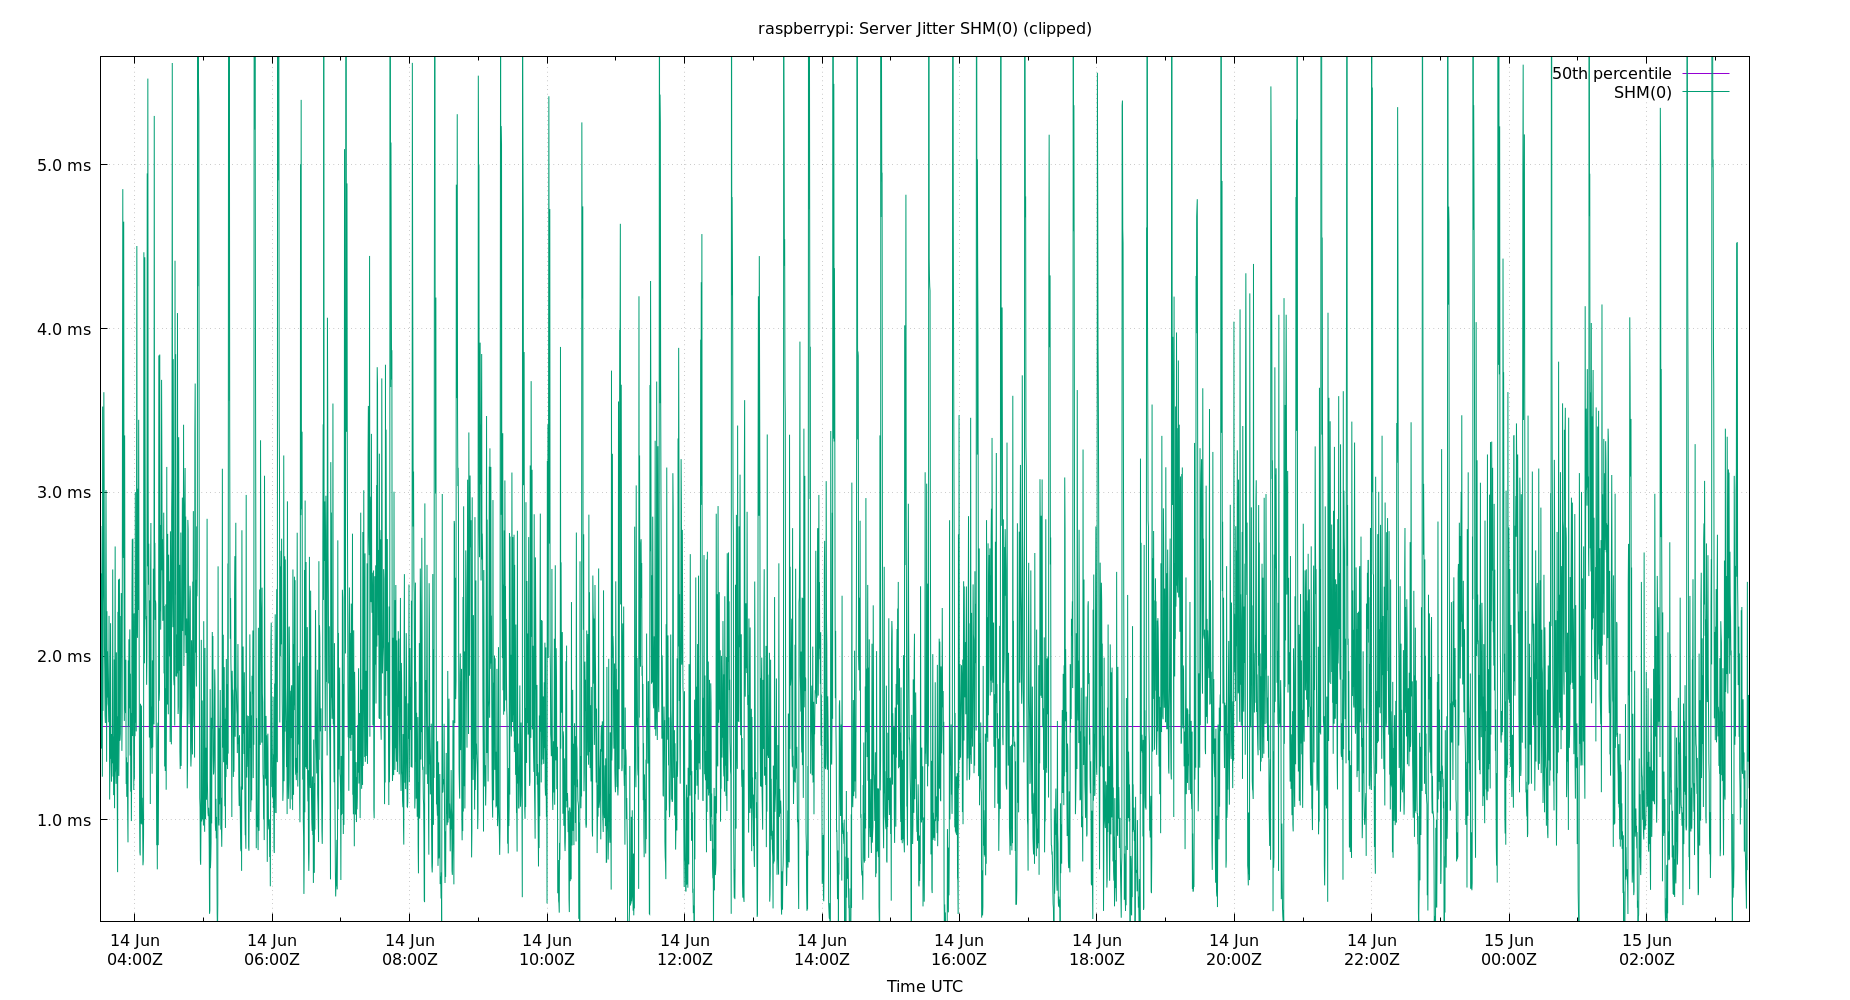 raspberrypi: Server Jitter SHM(0) (clipped)
50th percentile
SHM(0)
5.0 ms
4.0 ms
3.0 ms
2.0 ms
1.0 ms
14 Jun 14 Jun 14 Jun 14 Jun 14 Jun 14 Jun 14 Jun 14 Jun 14 Jun 14 Jun 15 Jun 15 Jun
04:00Z 06:00Z 08:00Z 10:00Z 12:00Z 14:00Z 16:00Z 18:00Z 20:00Z 22:00Z 00:00Z 02:00Z
Time UTC